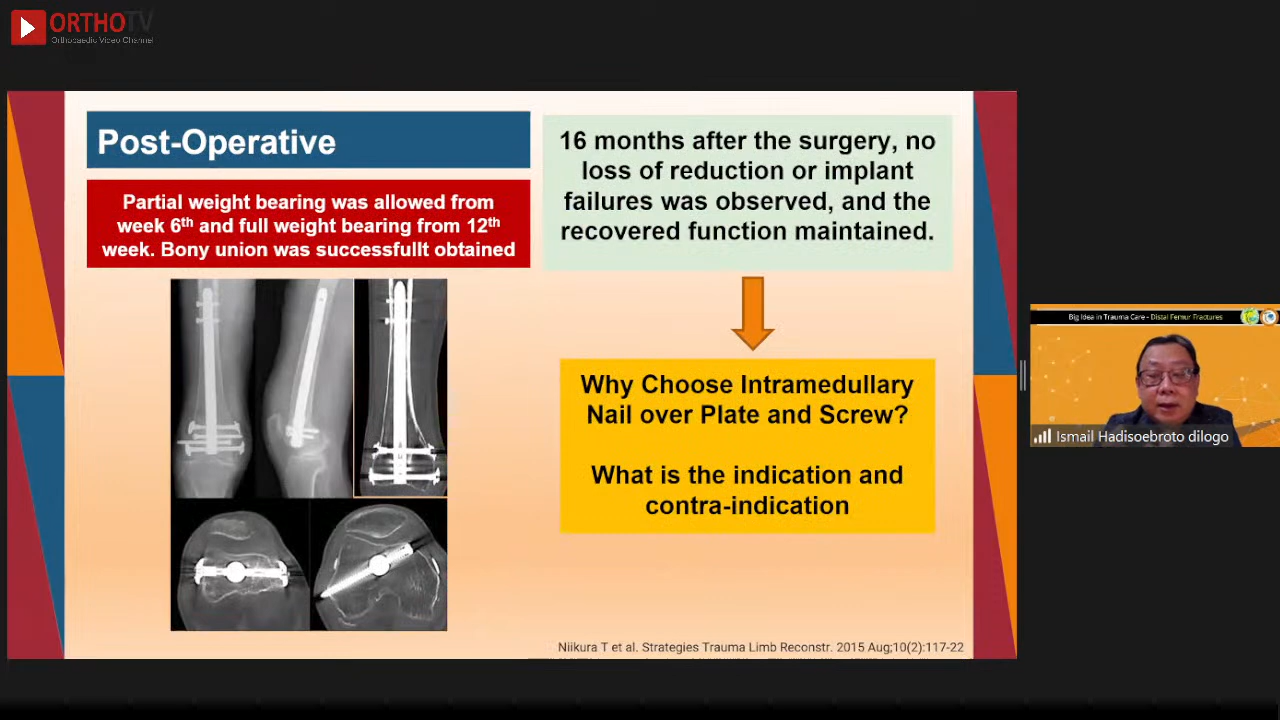 ORTHOTV
Orthopaedic Video Channel
Post-Operative
Partial weight bearing was allowed from
week 6th and full weight bearing from 12th
week. Bony union was successfullt obtained
16 months after the surgery, no
loss of reduction or implant
failures was observed, and the
recovered function maintained.
Why Choose Intramedullary
Nail over Plate and Screw?
What is the indication and
contra-indication
Niikura T et al. Strategies Trauma Limb Reconstr. 2015 Aug;10(2):117-22
Big Idea in Trauma Care - Distal Femur Fractures
Ismail Hadisoebroto dilogo